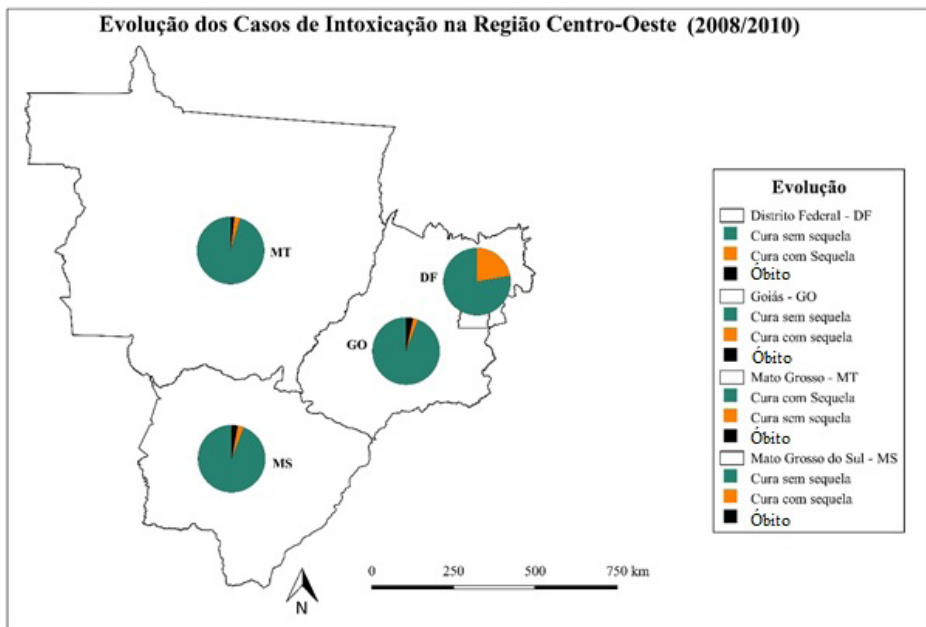 Evolução dos Casos de Intoxicação na Região Centro-Oeste (2008/2010)
MT
DF
GO
MS
Evolução
Distrito Federal - DF
Cura sem sequela
Cura com Sequela
Óbito
Goiás - GO
Cura sem sequela
Cura com sequela
Óbito
Mato Grosso - MT
Cura com Sequela
Cura sem sequela
Óbito
Mato Grosso do Sul - MS
Cura sem sequela
Cura com sequela
Óbito
0 250 500 750 km
N